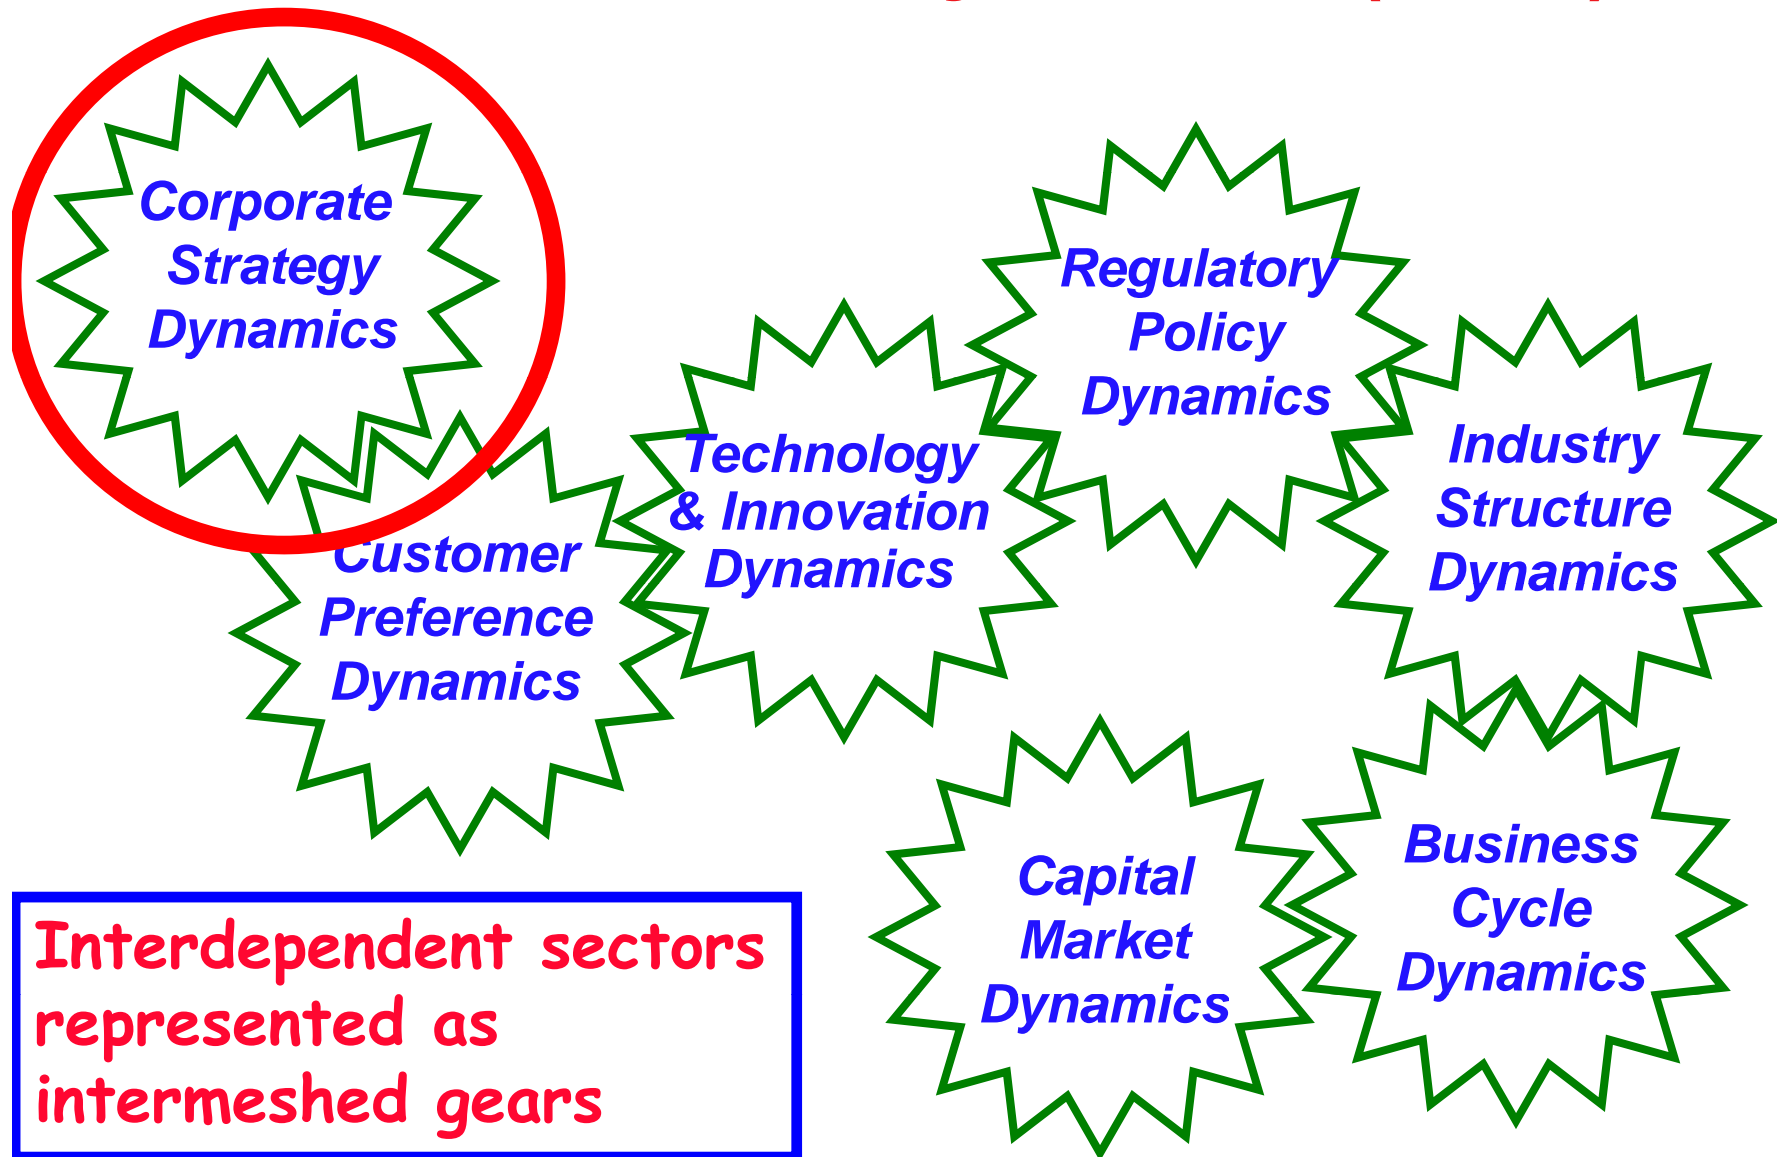 Corporate
Strategy
Dynamics
Regulatory
Policy
Dynamics
Technology
& Innovation
Dynamics
Industry
Structure
Dynamics
Customer
Preference
Dynamics
Capital
Market
Dynamics
Business
Cycle
Dynamics
Interdependent sectors
represented as
intermeshed gears